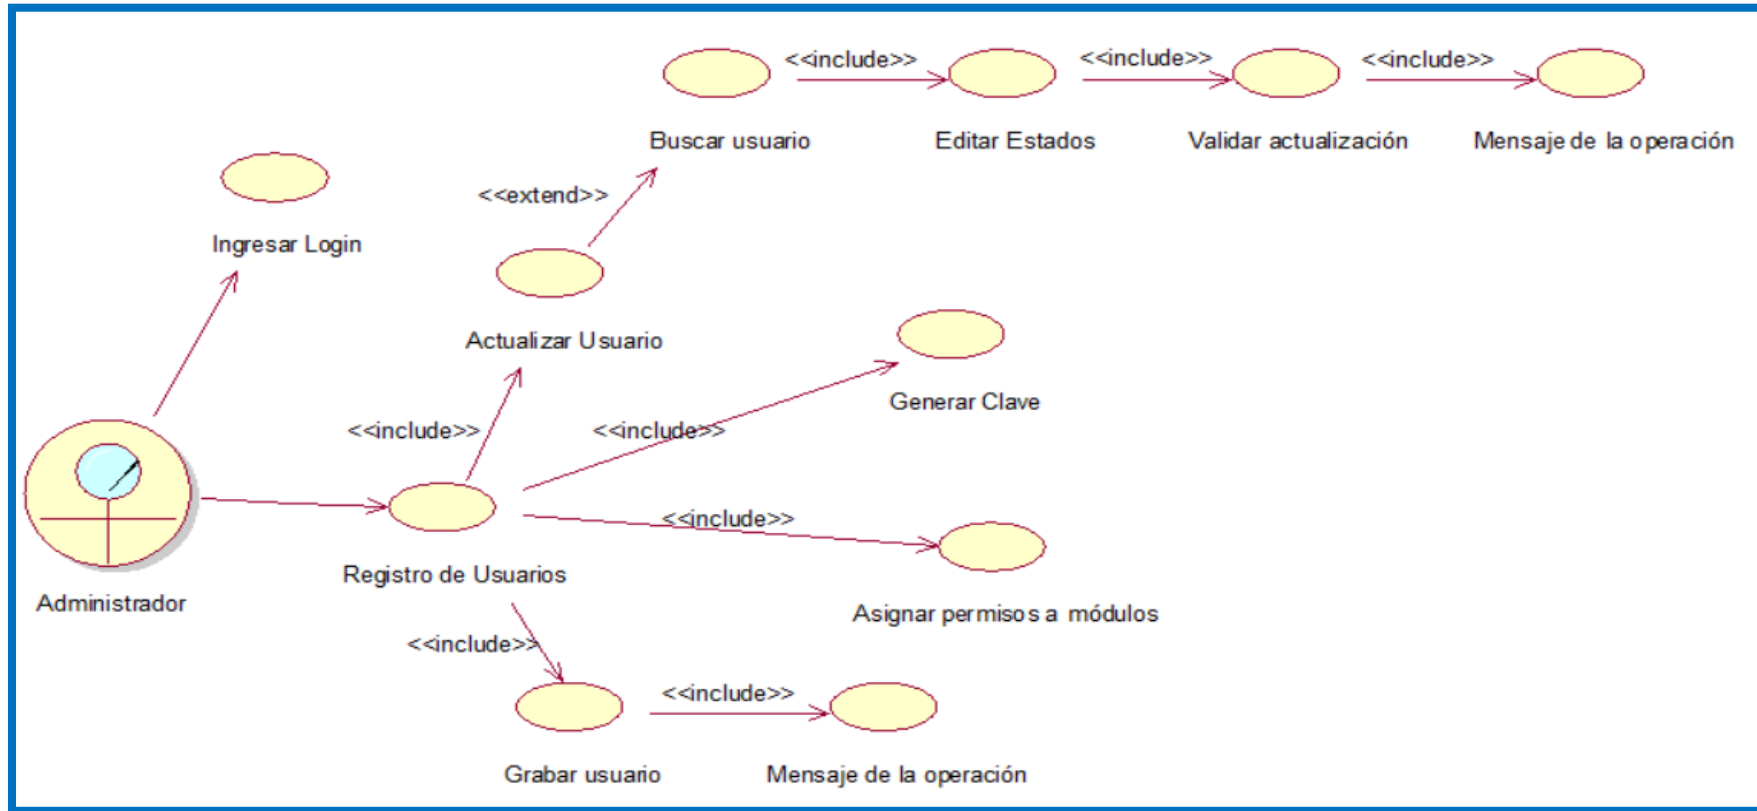 <<include>>
<<include>>
<<include>>
Buscar usuario
Editar Estados
Validar actualización
Mensaje de la operación
<<extend>>
Ingresar Login
Actualizar Usuario
Generar Clave
<<include>>
<<include>>
<<include>>
Registro de Usuarios
Administrador
Asignar permisos a módulos
<<include>>
<<include>>
Grabar usuario
Mensaje de la operación